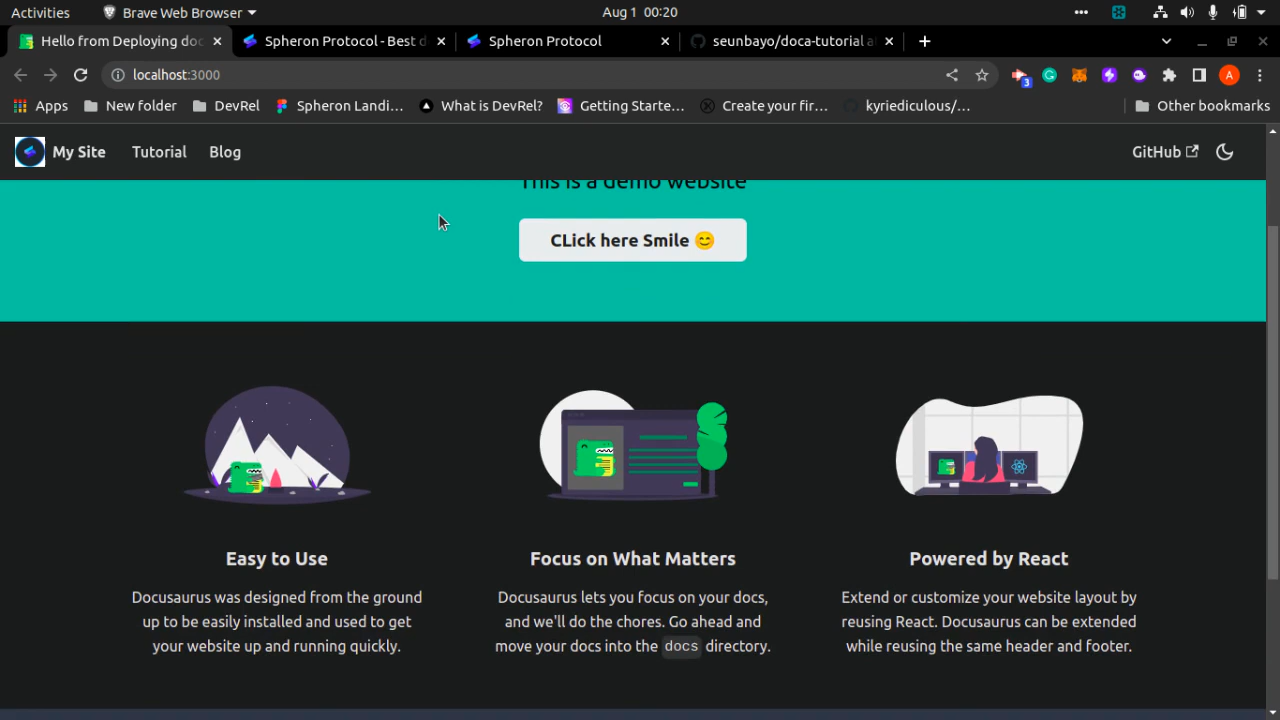 Activities
Brave Web Browser
Aug 1 00:20
Hello from Deploying doc
Spheron Protocol - Best d
Spheron Protocol
seunbayo/doca-tutorial a
localhost:3000
3
A
Apps
New folder
DevRel
Spheron Landi...
What is DevRel?
Getting Starte...
Create your fir...
kyriediculous/...
Other bookmarks
My Site
Tutorial
Blog
GitHub
This is a demo website
CLick here Smile 😊
Easy to Use
Docusaurus was designed from the ground
up to be easily installed and used to get
your website up and running quickly.
Focus on What Matters
Docusaurus lets you focus on your docs,
and we'll do the chores. Go ahead and
move your docs into the docs directory.
Powered by React
Extend or customize your website layout by
reusing React. Docusaurus can be extended
while reusing the same header and footer.